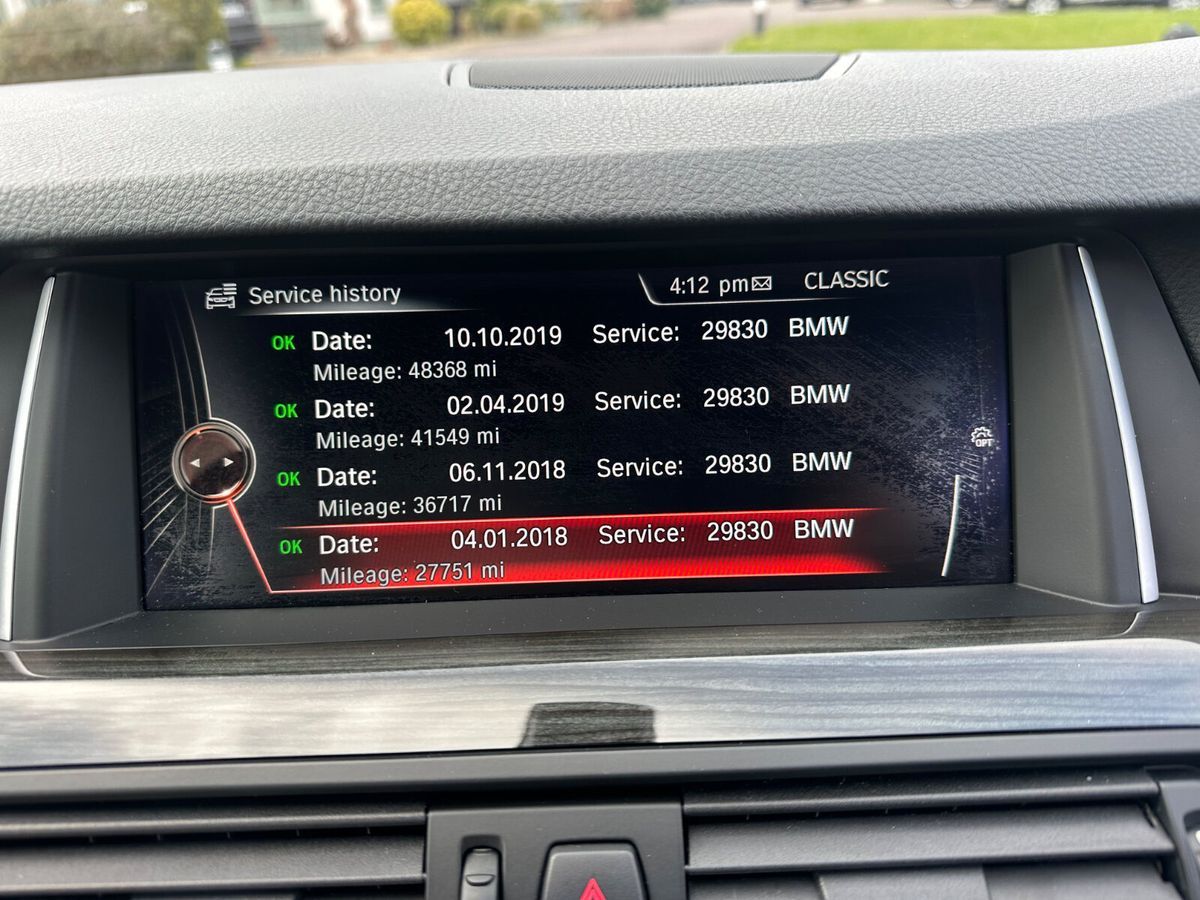 Service history 4:12 pm CLASSIC
OK Date: 10.10.2019 Service: 29830 BMW
Mileage: 48368 mi
OK Date: 02.04.2019 Service: 29830 BMW
Mileage: 41549 mi
OK Date: 06.11.2018 Service: 29830 BMW
Mileage: 36717 mi
OPT
OK Date: 04.01.2018 Service: 29830 BMW
Mileage: 27751 mi